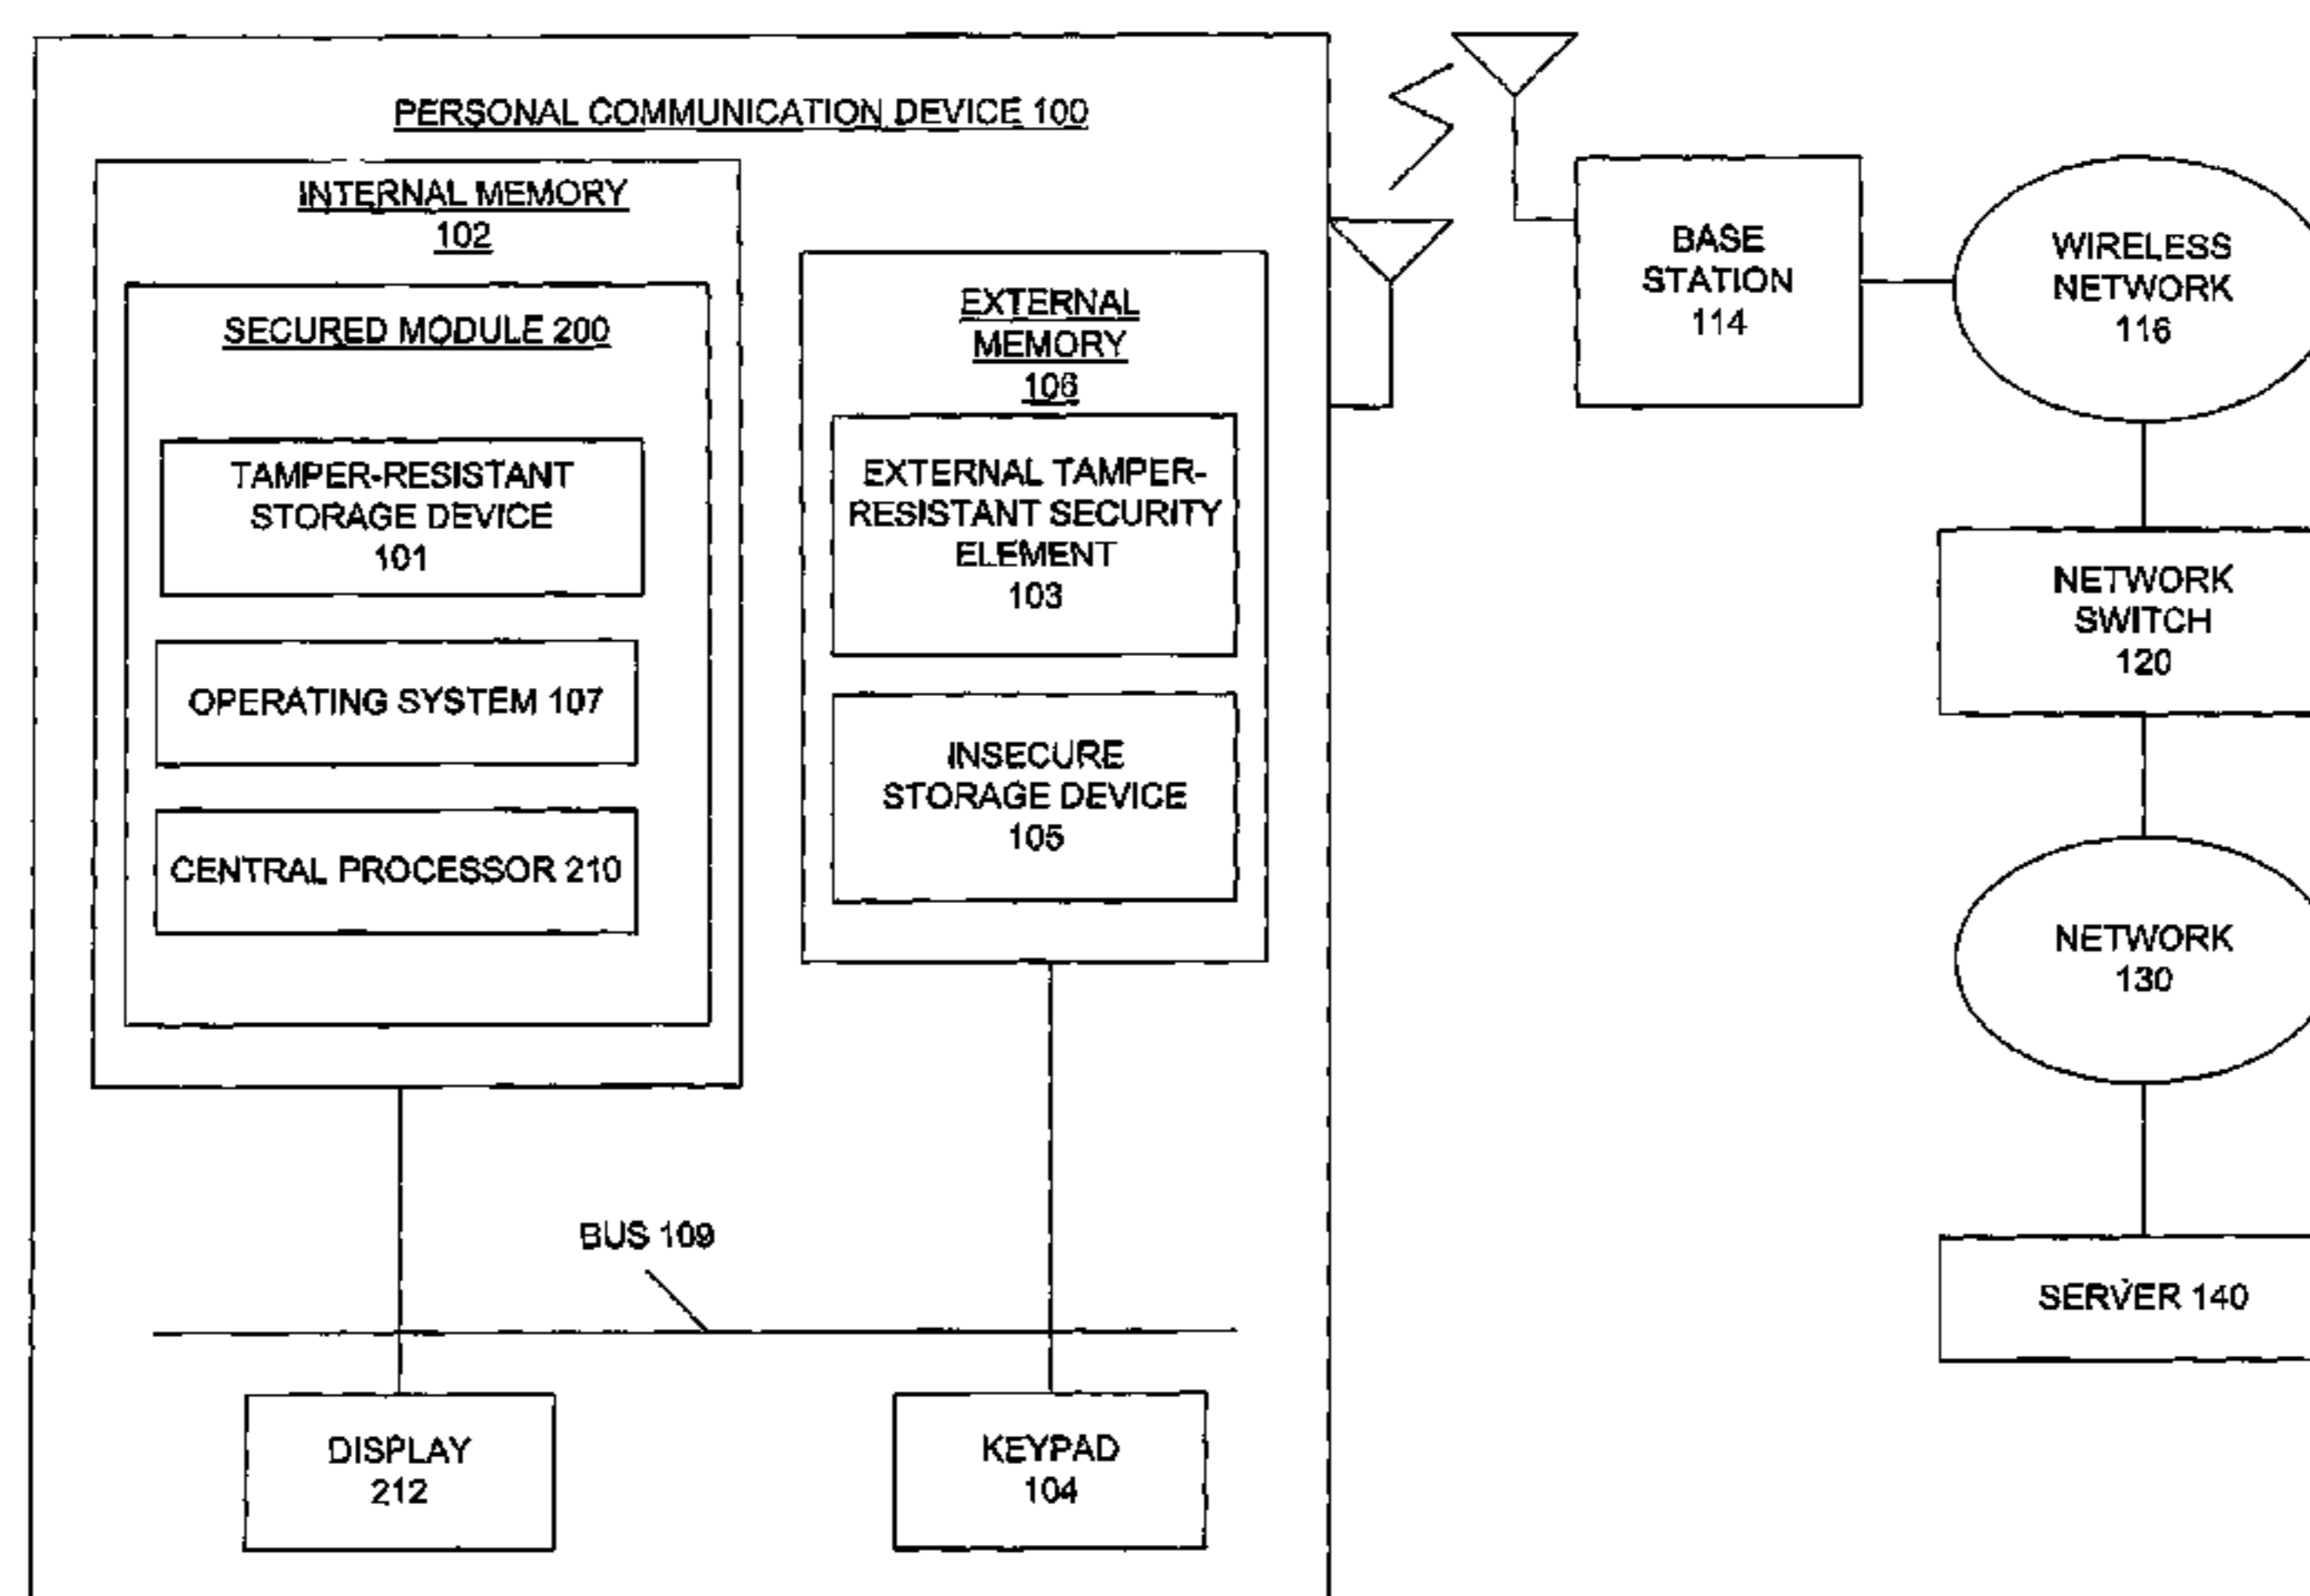 PERSONAL COMMUNICATION DEVICE 100
INTERNAL MEMORY
102
SECURED MODULE 200
TAMPER-RESISTANT
STORAGE DEVICE
101
OPERATING SYSTEM 107
CENTRAL PROCESSOR 210
EXTERNAL
MEMORY
106
EXTERNAL TAMPER-
RESISTANT SECURITY
ELEMENT
103
INSECURE
STORAGE DEVICE
105
BUS 109
DISPLAY
212
KEYPAD
104
BASE
STATION
114
WIRELESS
NETWORK
116
NETWORK
SWITCH
120
NETWORK
130
SERVER 140